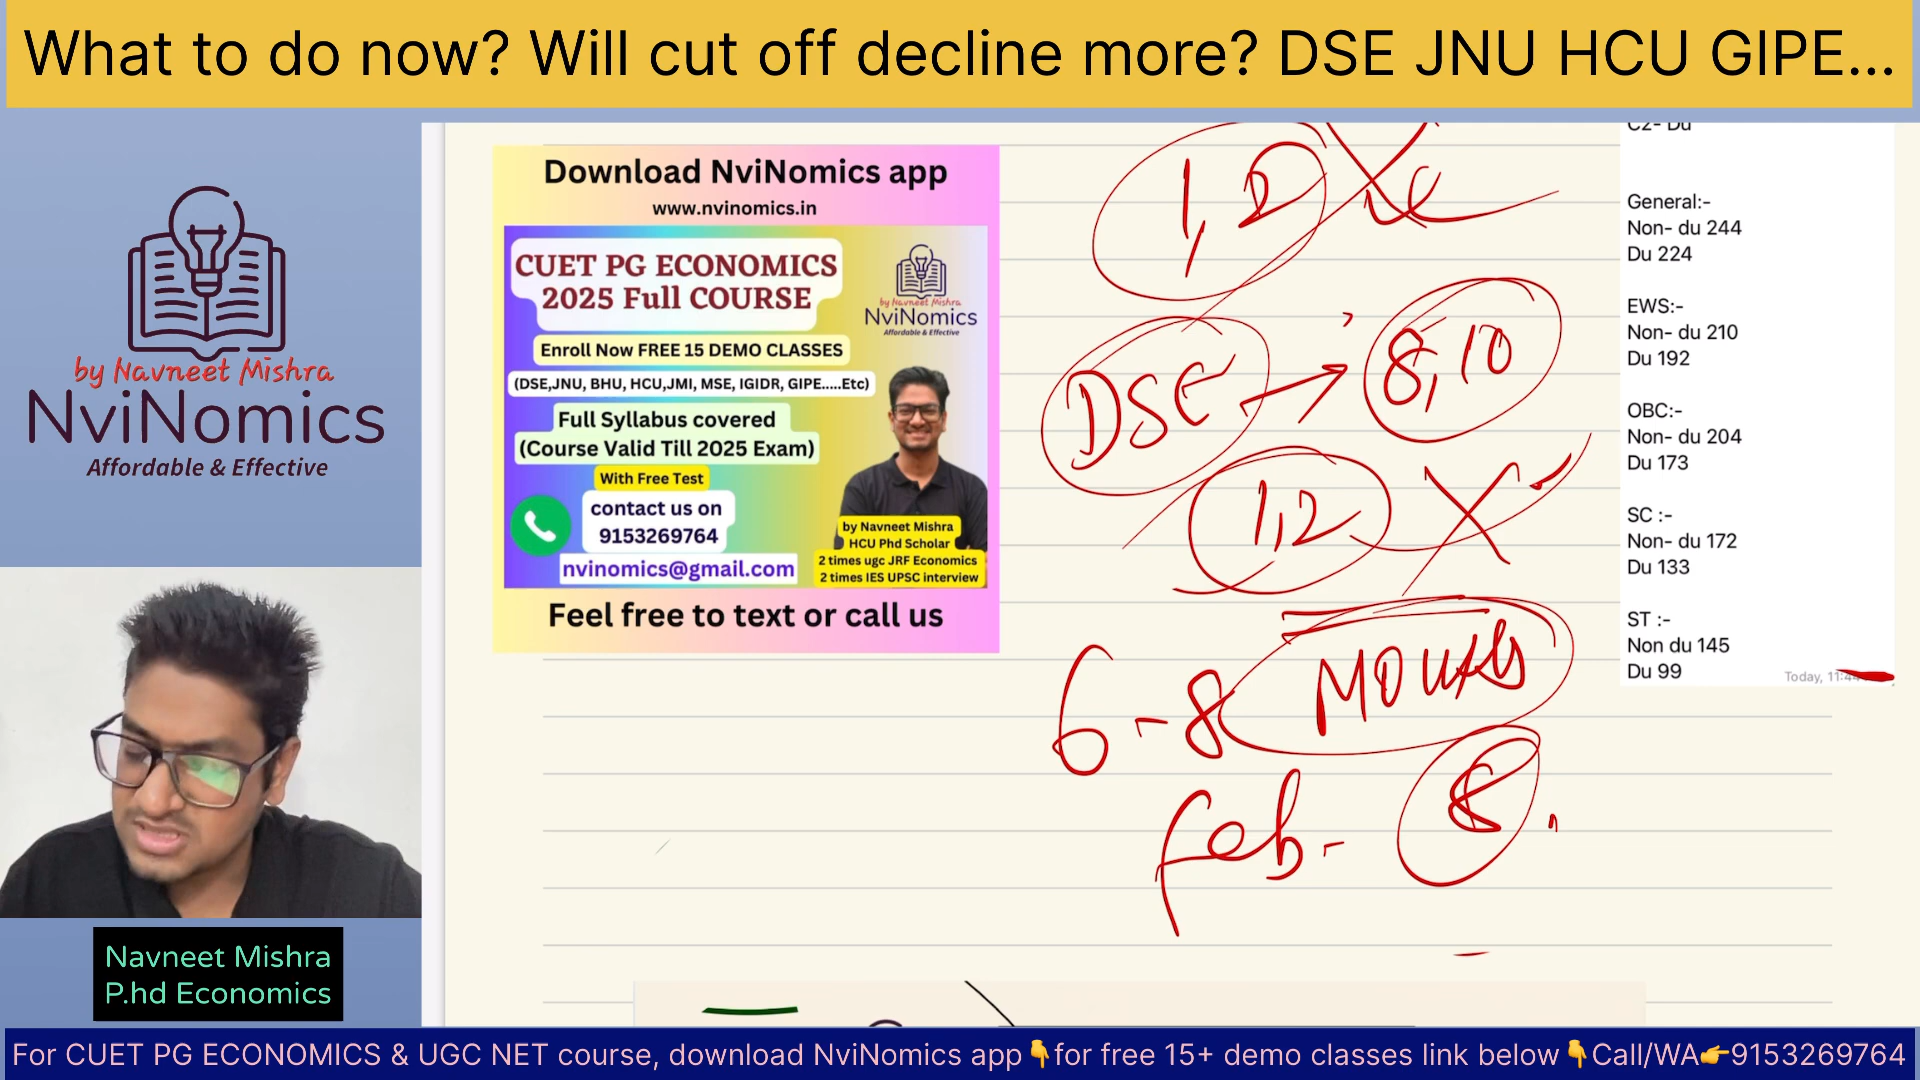 What to do now? Will cut off decline more? DSE JNU HCU GIPE...
by Navneet Mishra
NviNomics
Affordable & Effective
Navneet Mishra
P.hd Economics
Download NviNomics app
www.nvinomics.in
CUET PG ECONOMICS
2025 Full COURSE
by Navneet Mishra
NviNomics
Affordable & Effective
Enroll Now FREE 15 DEMO CLASSES
(DSE,JNU, BHU, HCU,JMI, MSE, IGIDR, GIPE.....Etc)
Full Syllabus covered
(Course Valid Till 2025 Exam)
With Free Test
contact us on
9153269764
nvinomics@gmail.com
by Navneet Mishra
HCU Phd Scholar
2 times ugc JRF Economics
2 times IES UPSC interview
Feel free to text or call us
1, 2
DSE → 8, 10
1, 2 X
6-8 Months
feb- 8
C2- Du
General:-
Non- du 244
Du 224
EWS:-
Non- du 210
Du 192
OBC:-
Non- du 204
Du 173
SC :-
Non- du 172
Du 133
ST :-
Non du 145
Du 99
Today,
For CUET PG ECONOMICS & UGC NET course, download NviNomics app👇for free 15+ demo classes link below👇Call/WA👉9153269764